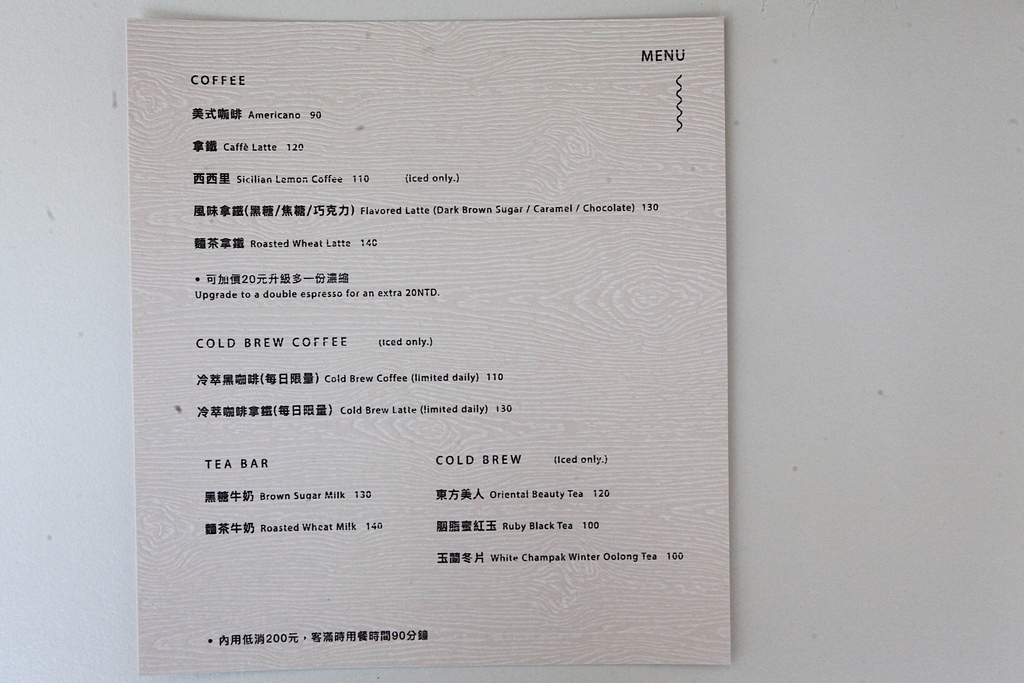 MENU
COFFEE
美式咖啡 Americano 90
拿鐵 Caffè Latte 120
西西里 Sicilian Lemon Coffee 110 (Iced only.)
風味拿鐵(黑糖/焦糖/巧克力) Flavored Latte (Dark Brown Sugar / Caramel / Chocolate) 130
麵茶拿鐵 Roasted Wheat Latte 140
• 可加價20元升級多一份濃縮
Upgrade to a double espresso for an extra 20NTD.
COLD BREW COFFEE (Iced only.)
冷萃黑咖啡(每日限量) Cold Brew Coffee (limited daily) 110
冷萃咖啡拿鐵(每日限量) Cold Brew Latte (limited daily) 130
TEA BAR
黑糖牛奶 Brown Sugar Milk 130
麵茶牛奶 Roasted Wheat Milk 140
COLD BREW (Iced only.)
東方美人 Oriental Beauty Tea 120
胭脂蜜紅玉 Ruby Black Tea 100
玉蘭冬片 White Champak Winter Oolong Tea 100
• 內用低消200元，客滿時用餐時間90分鐘